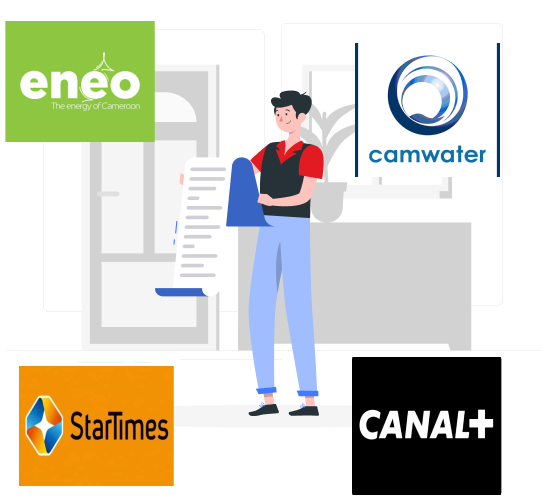 eneo
The energy of Cameroon
camwater
StarTimes
CANAL+